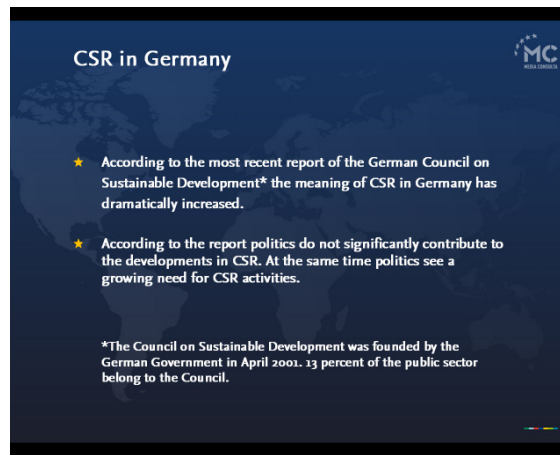 CSR in Germany
MC
MEDIA CONSULTA
According to the most recent report of the German Council on
Sustainable Development* the meaning of CSR in Germany has
dramatically increased.
According to the report politics do not significantly contribute to
the developments in CSR. At the same time politics see a
growing need for CSR activities.
*The Council on Sustainable Development was founded by the
German Government in April 2001. 13 percent of the public sector
belong to the Council.